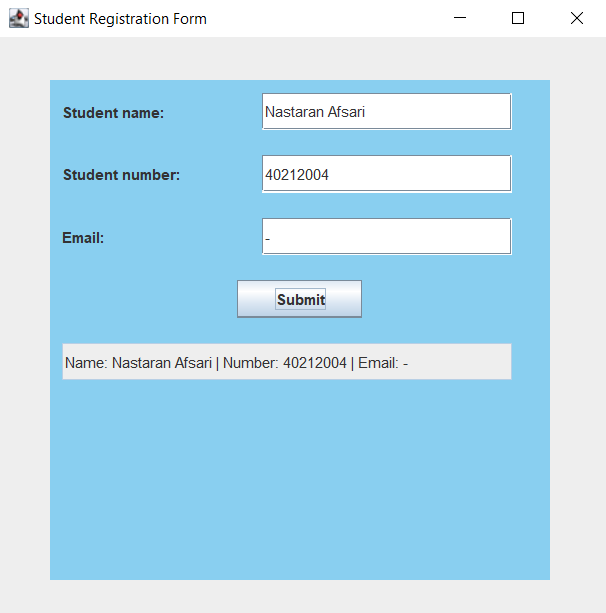 Student Registration Form
Student name: Nastaran Afsari
Student number: 40212004
Email: -
Submit
Name: Nastaran Afsari | Number: 40212004 | Email: -